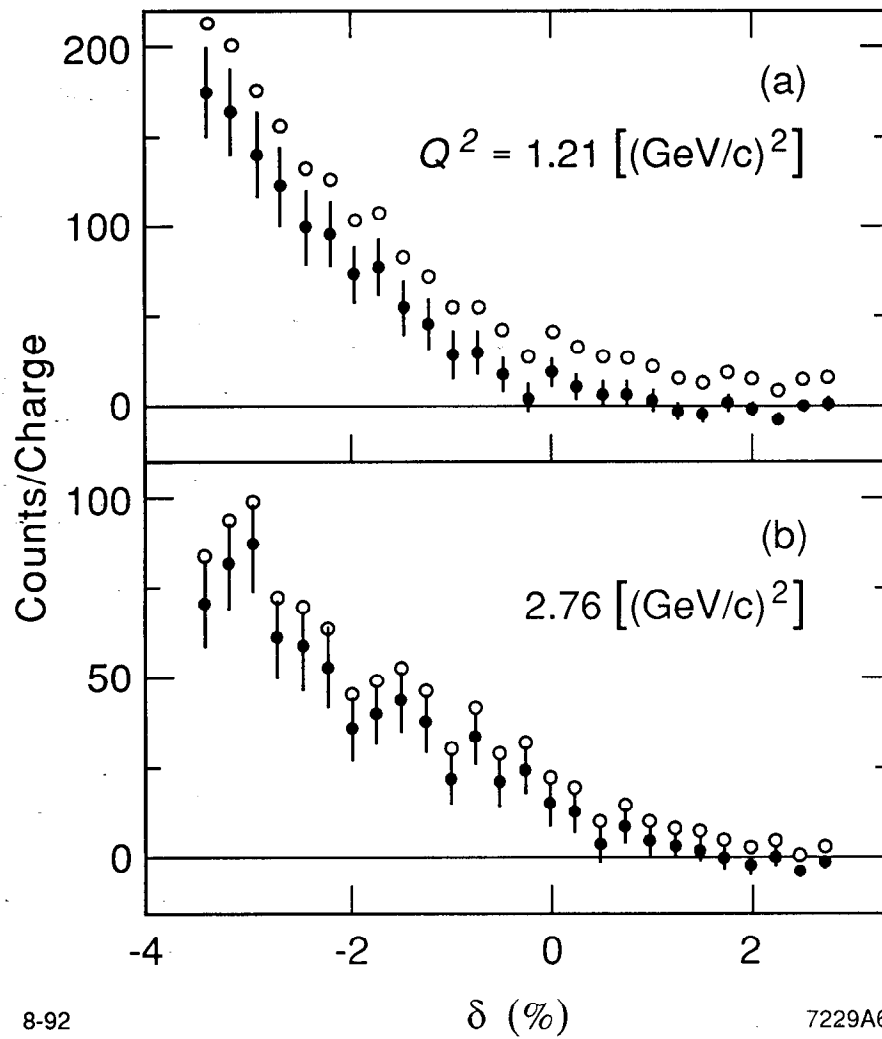 200
(a)
Q² = 1.21 [(GeV/c)²]
100
0
Counts/Charge
100
(b)
2.76 [(GeV/c)²]
50
0
-4 -2 0 2
δ (%)
8-92 7229A6